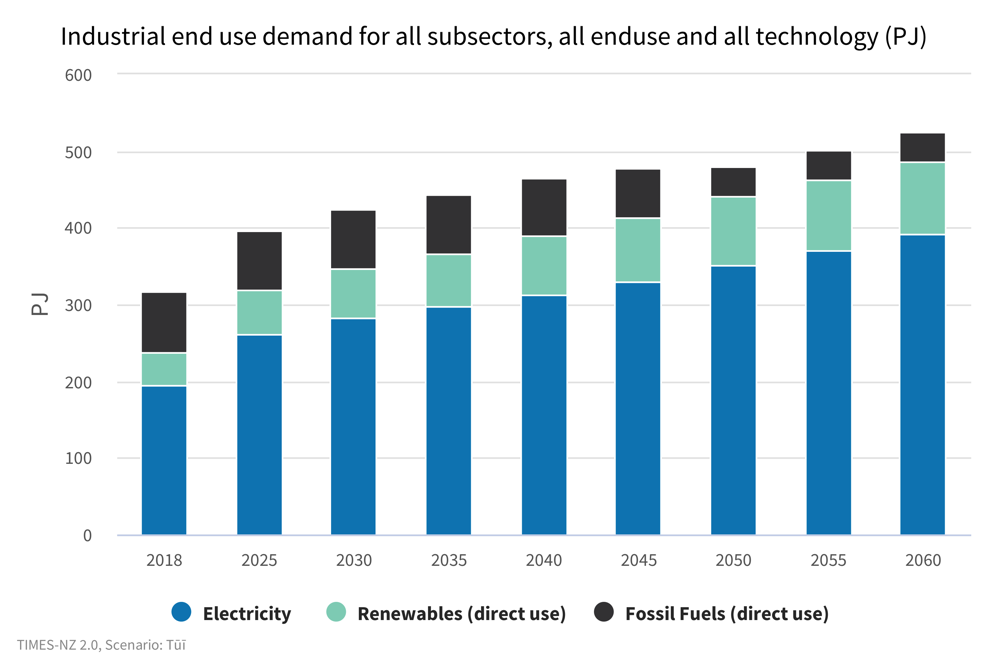 Industrial end use demand for all subsectors, all enduse and all technology (PJ)
600
500
400
300
200
100
0
PJ
2018 2025 2030 2035 2040 2045 2050 2055 2060
Electricity Renewables (direct use) Fossil Fuels (direct use)
TIMES-NZ 2.0, Scenario: Tūī